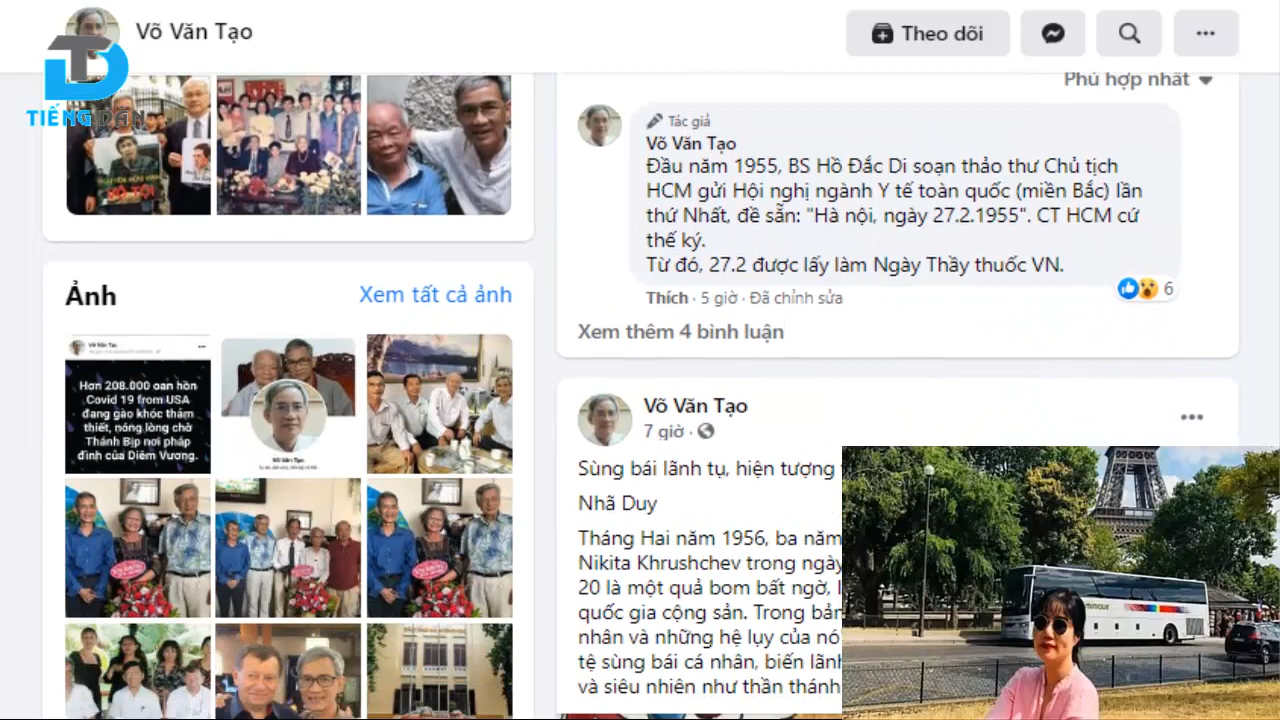 Võ Văn Tạo
Theo dõi
TIẾNG DÂN
Phù hợp nhất
Tác giả
Võ Văn Tạo
Đầu năm 1955, BS Hồ Đắc Di soạn thảo thư Chủ tịch
HCM gửi Hội nghị ngành Y tế toàn quốc (miền Bắc) lần
thứ Nhất, đề sẵn: "Hà nội, ngày 27.2.1955". CT HCM cứ
thế ký.
Từ đó, 27.2 được lấy làm Ngày Thầy thuốc VN.
Thích · 5 giờ · Đã chỉnh sửa
6
Xem thêm 4 bình luận
Ảnh
Xem tất cả ảnh
Võ Văn Tạo
Hơn 208.000 oan hồn
Covid 19 from USA
đang gào khóc thảm
thiết, nóng lòng chờ
Thánh Bịp nơi pháp
đình của Diêm Vương.
Võ Văn Tạo
Võ Văn Tạo
7 giờ ·
Sùng bái lãnh tụ, hiện tượng
Nhã Duy
Tháng Hai năm 1956, ba năm
Nikita Khrushchev trong ngày
20 là một quả bom bất ngờ,
quốc gia cộng sản. Trong bản
nhân và những hệ lụy của nó
tệ sùng bái cá nhân, biến lãnh
và siêu nhiên như thần thánh